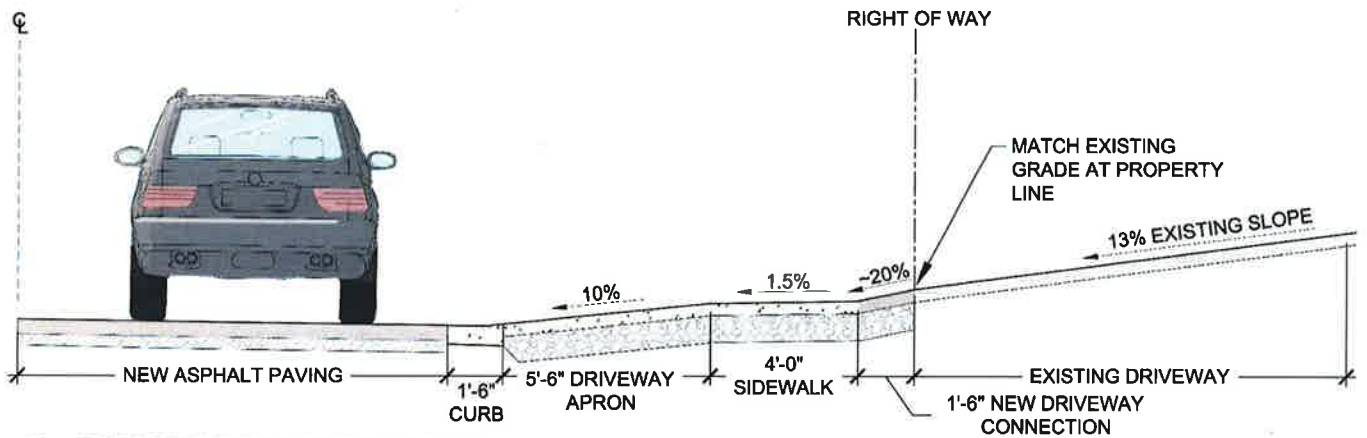 ℄
RIGHT OF WAY
MATCH EXISTING
GRADE AT PROPERTY
LINE
13% EXISTING SLOPE
~20%
1.5%
10%
NEW ASPHALT PAVING
1'-6"
CURB
5'-6" DRIVEWAY
APRON
4'-0"
SIDEWALK
EXISTING DRIVEWAY
1'-6" NEW DRIVEWAY
CONNECTION